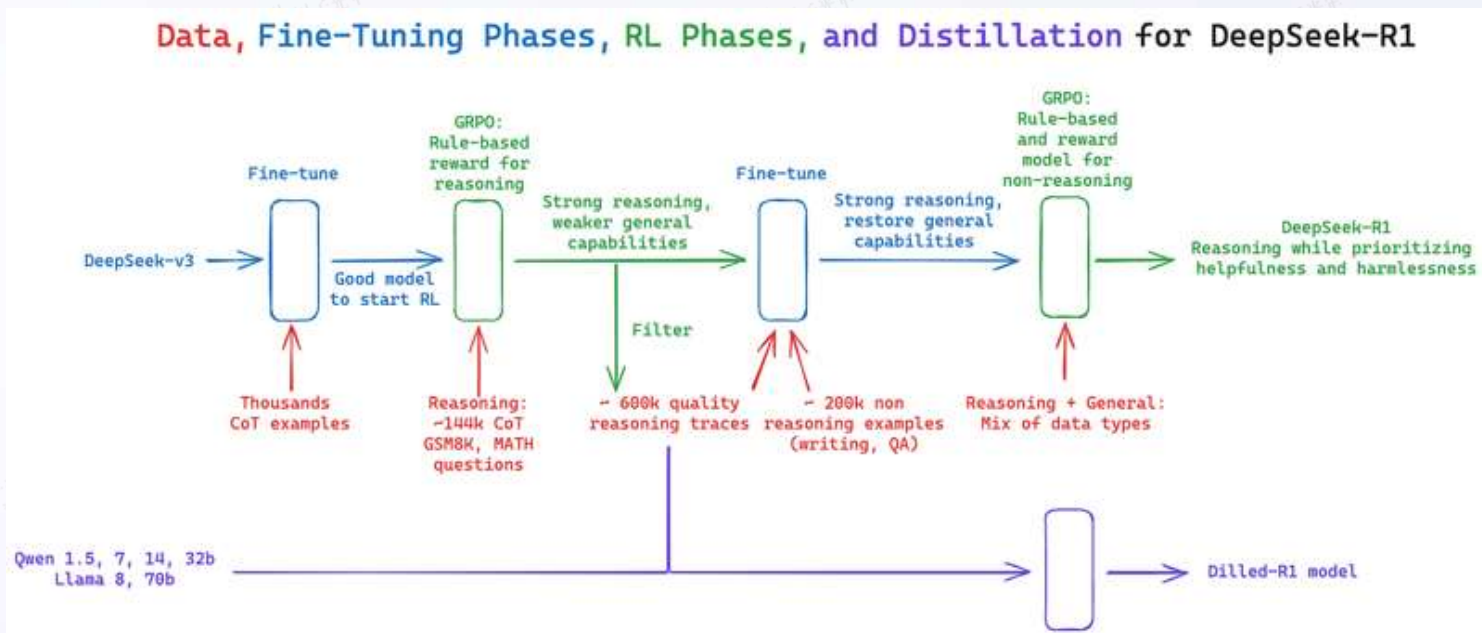 Data, Fine-Tuning Phases, RL Phases, and Distillation for DeepSeek-R1
Fine-tune
GRPO:
Rule-based
reward for
reasoning
Strong reasoning,
weaker general
capabilities
Fine-tune
Strong reasoning,
restore general
capabilities
GRPO:
Rule-based
and reward
model for
non-reasoning
DeepSeek-v3
Good model
to start RL
DeepSeek-R1
Reasoning while prioritizing
helpfulness and harmlessness
Filter
Thousands
CoT examples
Reasoning:
~144k CoT
GSM8K, MATH
questions
~ 600k quality
reasoning traces
~ 200k non
reasoning examples
(writing, QA)
Reasoning + General:
Mix of data types
Qwen 1.5, 7, 14, 32b
Llama 8, 70b
Dilled-R1 model